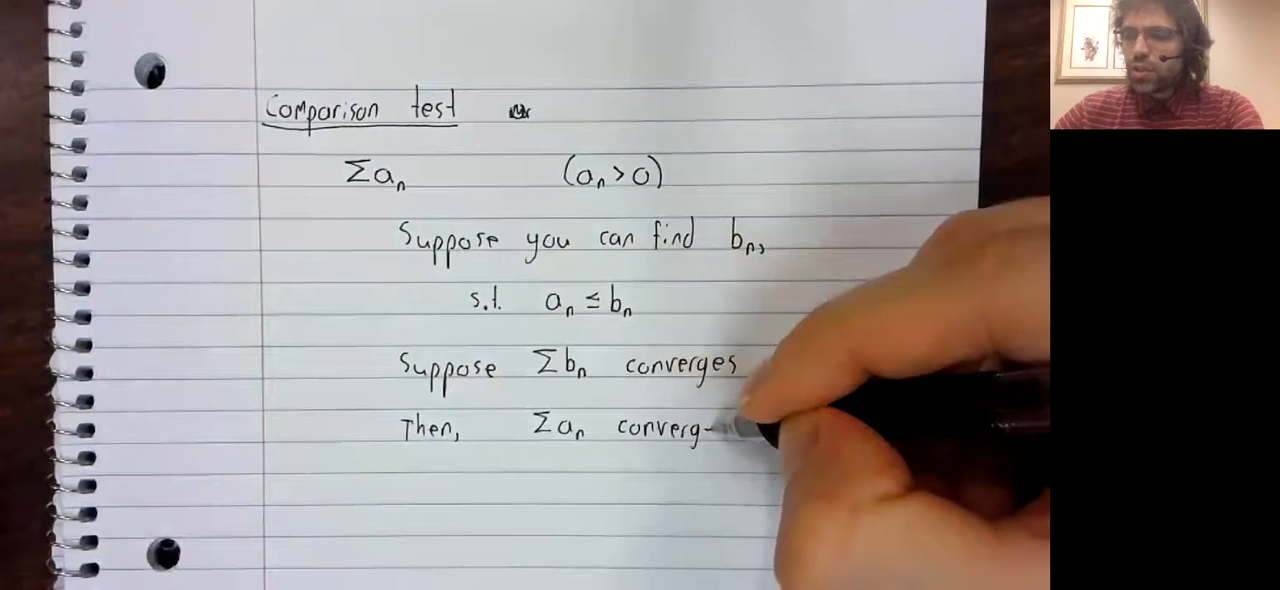 Comparison test
Σaₙ (aₙ > 0)
Suppose you can find bₙ,
s.t. aₙ ≤ bₙ
Suppose Σbₙ converges
Then, Σaₙ converg